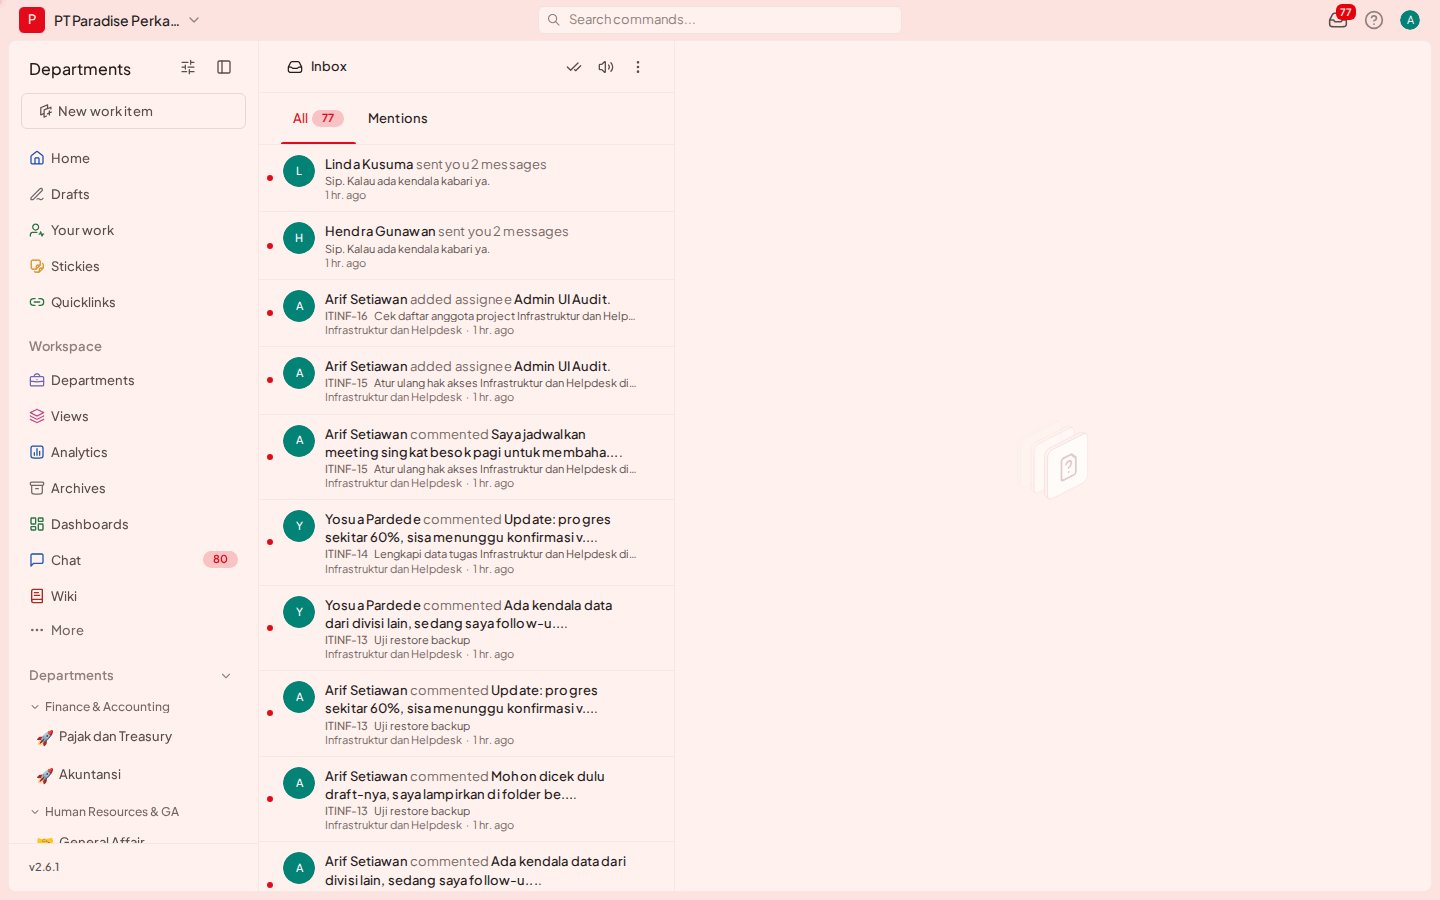 P PT Paradise Perka...
Search commands...
77
A
Departments
New work item
Home
Drafts
Your work
Stickies
Quicklinks
Workspace
Departments
Views
Analytics
Archives
Dashboards
Chat 80
Wiki
More
Departments
Finance & Accounting
Pajak dan Treasury
Akuntansi
Human Resources & GA
General Affair
v2.6.1
Inbox
All 77 Mentions
L
Linda Kusuma sent you 2 messages
Sip. Kalau ada kendala kabari ya.
1 hr. ago
H
Hendra Gunawan sent you 2 messages
Sip. Kalau ada kendala kabari ya.
1 hr. ago
A
Arif Setiawan added assignee Admin UI Audit.
ITINF-16 Cek daftar anggota project Infrastruktur dan Help...
Infrastruktur dan Helpdesk · 1 hr. ago
A
Arif Setiawan added assignee Admin UI Audit.
ITINF-15 Atur ulang hak akses Infrastruktur dan Helpdesk di...
Infrastruktur dan Helpdesk · 1 hr. ago
A
Arif Setiawan commented Saya jadwalkan
meeting singkat besok pagi untuk membaha....
ITINF-15 Atur ulang hak akses Infrastruktur dan Helpdesk di...
Infrastruktur dan Helpdesk · 1 hr. ago
Y
Yosua Pardede commented Update: progres
sekitar 60%, sisa menunggu konfirmasi v....
ITINF-14 Lengkapi data tugas Infrastruktur dan Helpdesk di...
Infrastruktur dan Helpdesk · 1 hr. ago
Y
Yosua Pardede commented Ada kendala data
dari divisi lain, sedang saya follow-u....
ITINF-13 Uji restore backup
Infrastruktur dan Helpdesk · 1 hr. ago
A
Arif Setiawan commented Update: progres
sekitar 60%, sisa menunggu konfirmasi v....
ITINF-13 Uji restore backup
Infrastruktur dan Helpdesk · 1 hr. ago
A
Arif Setiawan commented Mohon dicek dulu
draft-nya, saya lampirkan di folder be....
ITINF-13 Uji restore backup
Infrastruktur dan Helpdesk · 1 hr. ago
A
Arif Setiawan commented Ada kendala data dari
divisi lain, sedang saya follow-u....